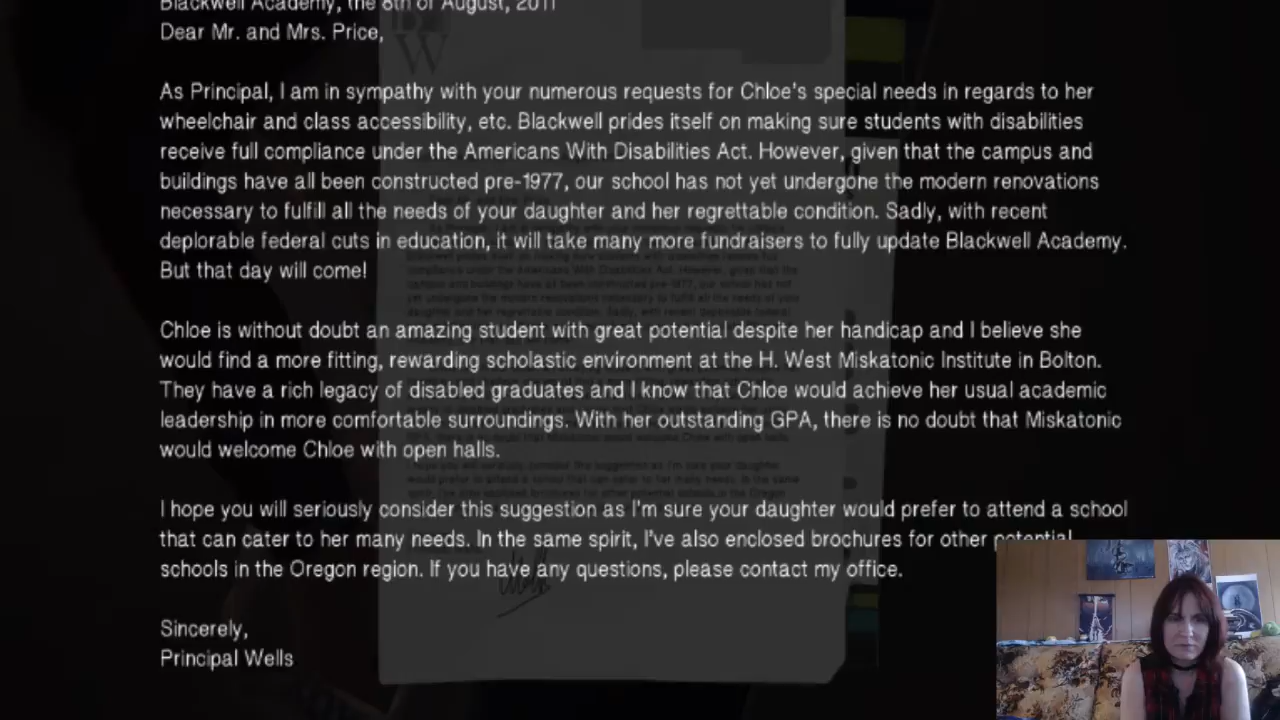 Blackwell Academy, the 8th of August, 2011
Dear Mr. and Mrs. Price,
As Principal, I am in sympathy with your numerous requests for Chloe's special needs in regards to her
wheelchair and class accessibility, etc. Blackwell prides itself on making sure students with disabilities
receive full compliance under the Americans With Disabilities Act. However, given that the campus and
buildings have all been constructed pre-1977, our school has not yet undergone the modern renovations
necessary to fulfill all the needs of your daughter and her regrettable condition. Sadly, with recent
deplorable federal cuts in education, it will take many more fundraisers to fully update Blackwell Academy.
But that day will come!
Chloe is without doubt an amazing student with great potential despite her handicap and I believe she
would find a more fitting, rewarding scholastic environment at the H. West Miskatonic Institute in Bolton.
They have a rich legacy of disabled graduates and I know that Chloe would achieve her usual academic
leadership in more comfortable surroundings. With her outstanding GPA, there is no doubt that Miskatonic
would welcome Chloe with open halls.
I hope you will seriously consider this suggestion as I'm sure your daughter would prefer to attend a school
that can cater to her many needs. In the same spirit, I've also enclosed brochures for other potential
schools in the Oregon region. If you have any questions, please contact my office.
Sincerely,
Principal Wells